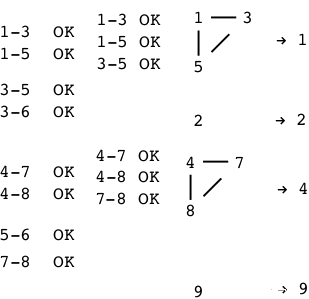 1-3 OK
1-5 OK
3-5 OK
3-6 OK
4-7 OK
4-8 OK
5-6 OK
7-8 OK
1-3 OK
1-5 OK
3-5 OK
4-7 OK
4-8 OK
7-8 OK
1 3
5
→ 1
2 → 2
4 7
8
→ 4
9 → 9